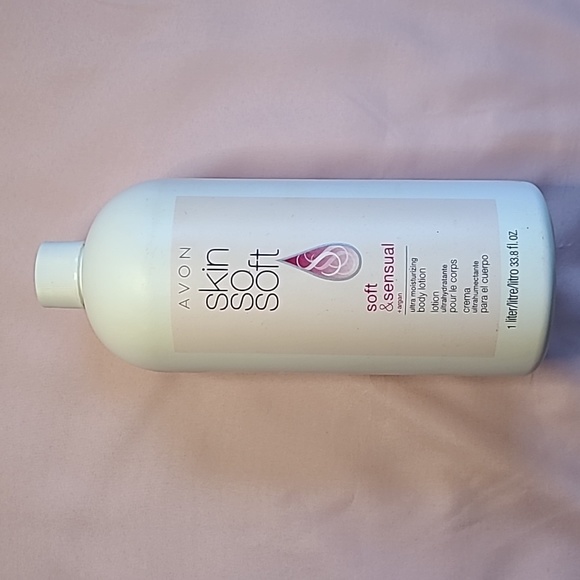 AVON
skin
so
soft
soft
& sensual
+ argan
ultra moisturizing
body lotion
lotion
ultrahydratante
pour le corps
crema
ultrahumectante
para el cuerpo
1 liter/litre/litro 33.8 fl. oz.